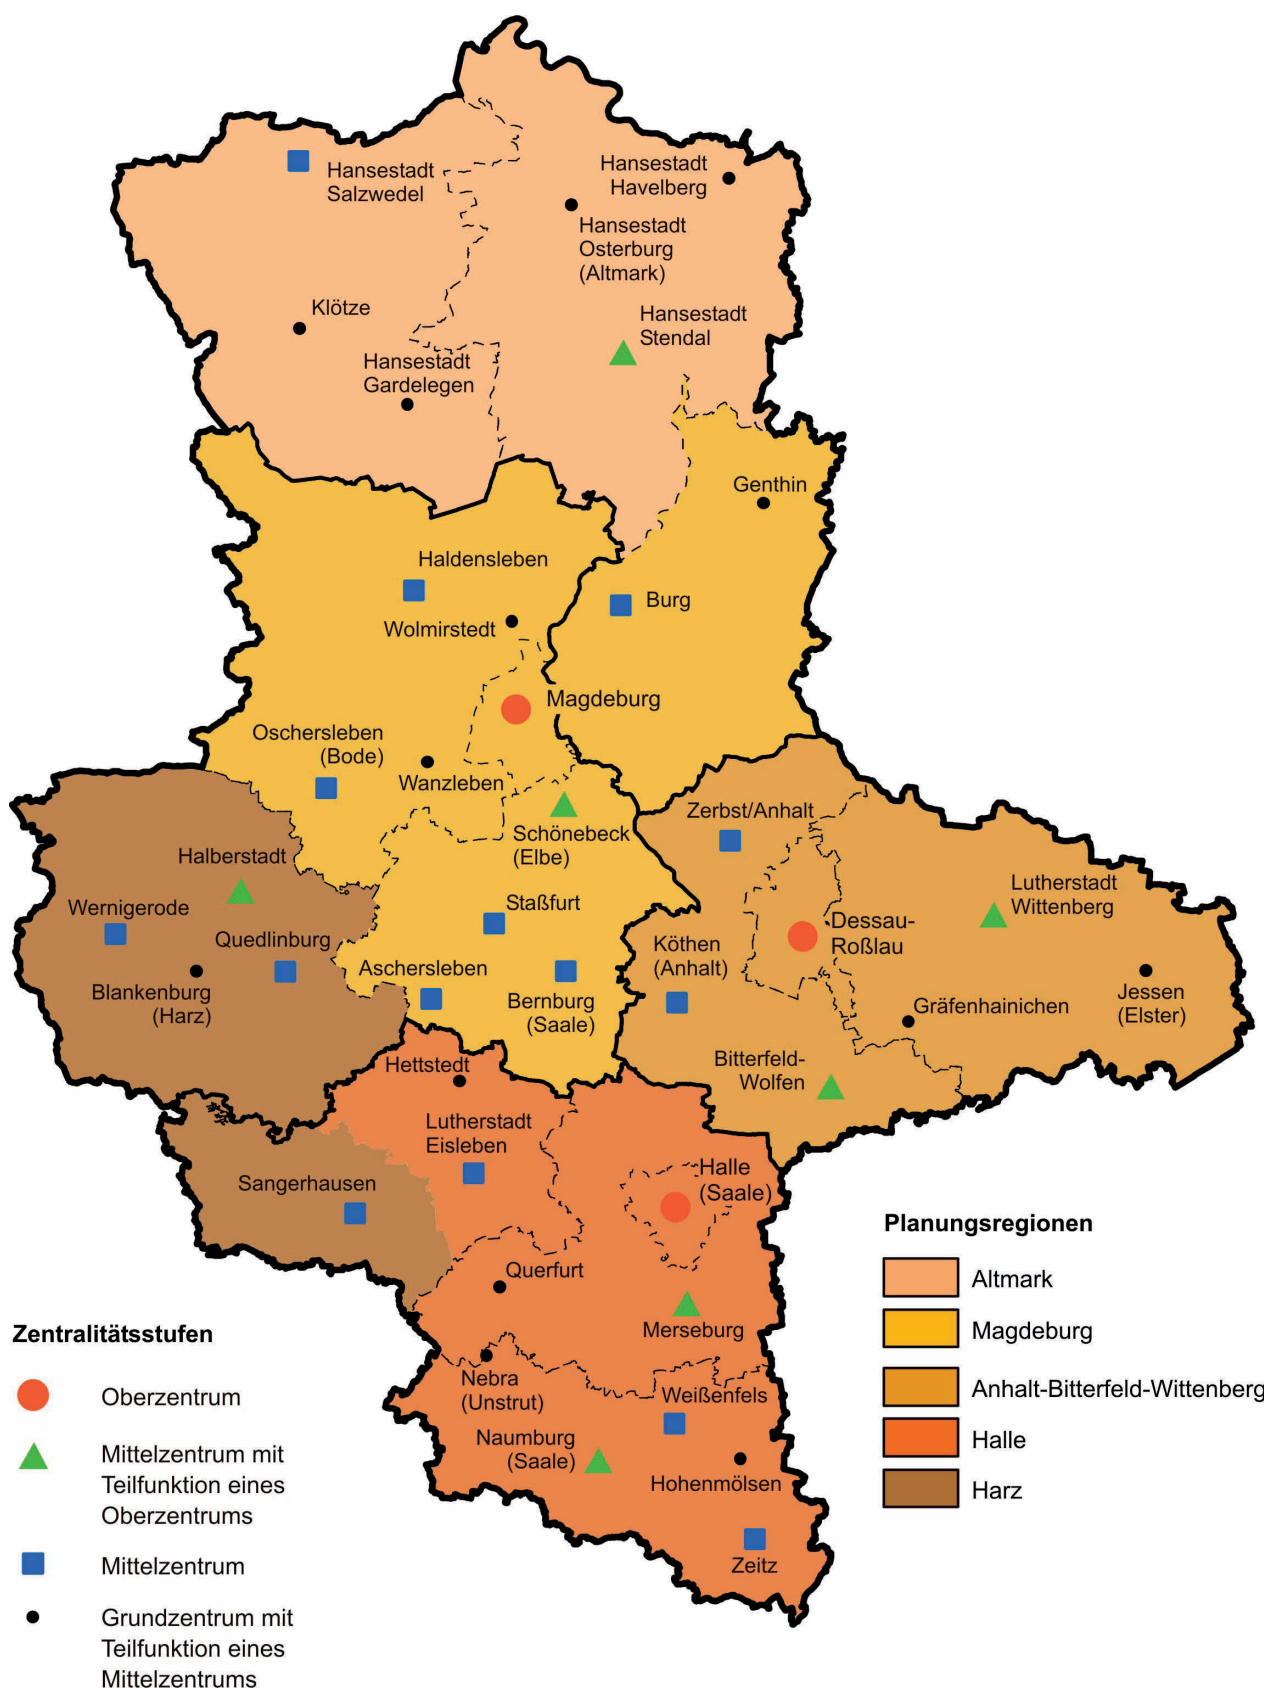 Hansestadt
Salzwedel
Hansestadt
Havelberg
Hansestadt
Osterburg
(Altmark)
Klötze
Hansestadt
Stendal
Hansestadt
Gardelegen
Genthin
Haldensleben
Burg
Wolmirstedt
Magdeburg
Oschersleben
(Bode)
Wanzleben
Zerbst/Anhalt
Schönebeck
(Elbe)
Halberstadt
Lutherstadt
Wittenberg
Wernigerode
Staßfurt
Dessau-
Roßlau
Quedlinburg
Köthen
(Anhalt)
Aschersleben
Blankenburg
(Harz)
Bernburg
(Saale)
Gräfenhainichen
Jessen
(Elster)
Hettstedt
Bitterfeld-
Wolfen
Lutherstadt
Eisleben
Halle
(Saale)
Sangerhausen
Querfurt
Merseburg
Nebra
(Unstrut)
Weißenfels
Naumburg
(Saale)
Hohenmölsen
Zeitz
Planungsregionen
Altmark
Magdeburg
Anhalt-Bitterfeld-Wittenberg
Halle
Harz
Zentralitätsstufen
Oberzentrum
Mittelzentrum mit
Teilfunktion eines
Oberzentrums
Mittelzentrum
Grundzentrum mit
Teilfunktion eines
Mittelzentrums